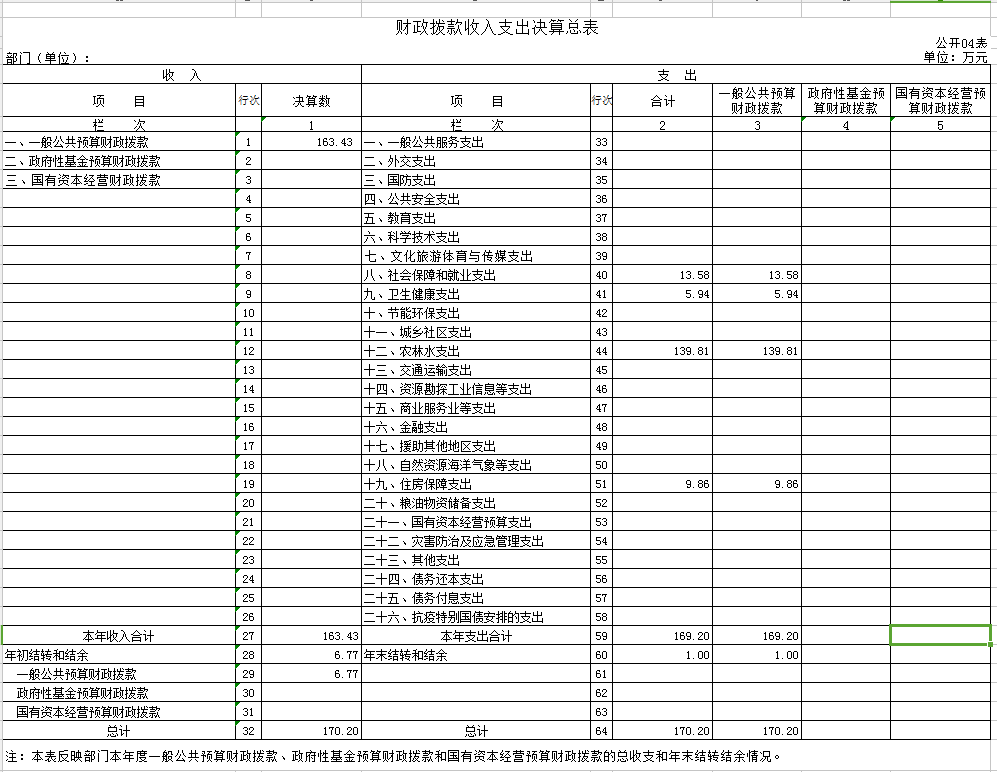 财政拨款收入支出决算总表
公开04表
部门（单位）： 单位：万元
收 入 支 出
项 目 行次 决算数 项 目 行次 合计 一般公共预算财政拨款 政府性基金预算财政拨款 国有资本经营预算财政拨款
栏 次 1 栏 次 2 3 4 5
一、一般公共预算财政拨款 1 163.43 一、一般公共服务支出 33
二、政府性基金预算财政拨款 2 二、外交支出 34
三、国有资本经营财政拨款 3 三、国防支出 35
4 四、公共安全支出 36
5 五、教育支出 37
6 六、科学技术支出 38
7 七、文化旅游体育与传媒支出 39
8 八、社会保障和就业支出 40 13.58 13.58
9 九、卫生健康支出 41 5.94 5.94
10 十、节能环保支出 42
11 十一、城乡社区支出 43
12 十二、农林水支出 44 139.81 139.81
13 十三、交通运输支出 45
14 十四、资源勘探工业信息等支出 46
15 十五、商业服务业等支出 47
16 十六、金融支出 48
17 十七、援助其他地区支出 49
18 十八、自然资源海洋气象等支出 50
19 十九、住房保障支出 51 9.86 9.86
20 二十、粮油物资储备支出 52
21 二十一、国有资本经营预算支出 53
22 二十二、灾害防治及应急管理支出 54
23 二十三、其他支出 55
24 二十四、债务还本支出 56
25 二十五、债务付息支出 57
26 二十六、抗疫特别国债安排的支出 58
本年收入合计 27 163.43 本年支出合计 59 169.20 169.20
年初结转和结余 28 6.77 年末结转和结余 60 1.00 1.00
一般公共预算财政拨款 29 6.77 61
政府性基金预算财政拨款 30 62
国有资本经营预算财政拨款 31 63
总计 32 170.20 总计 64 170.20 170.20
注：本表反映部门本年度一般公共预算财政拨款、政府性基金预算财政拨款和国有资本经营预算财政拨款的总收支和年末结转结余情况。